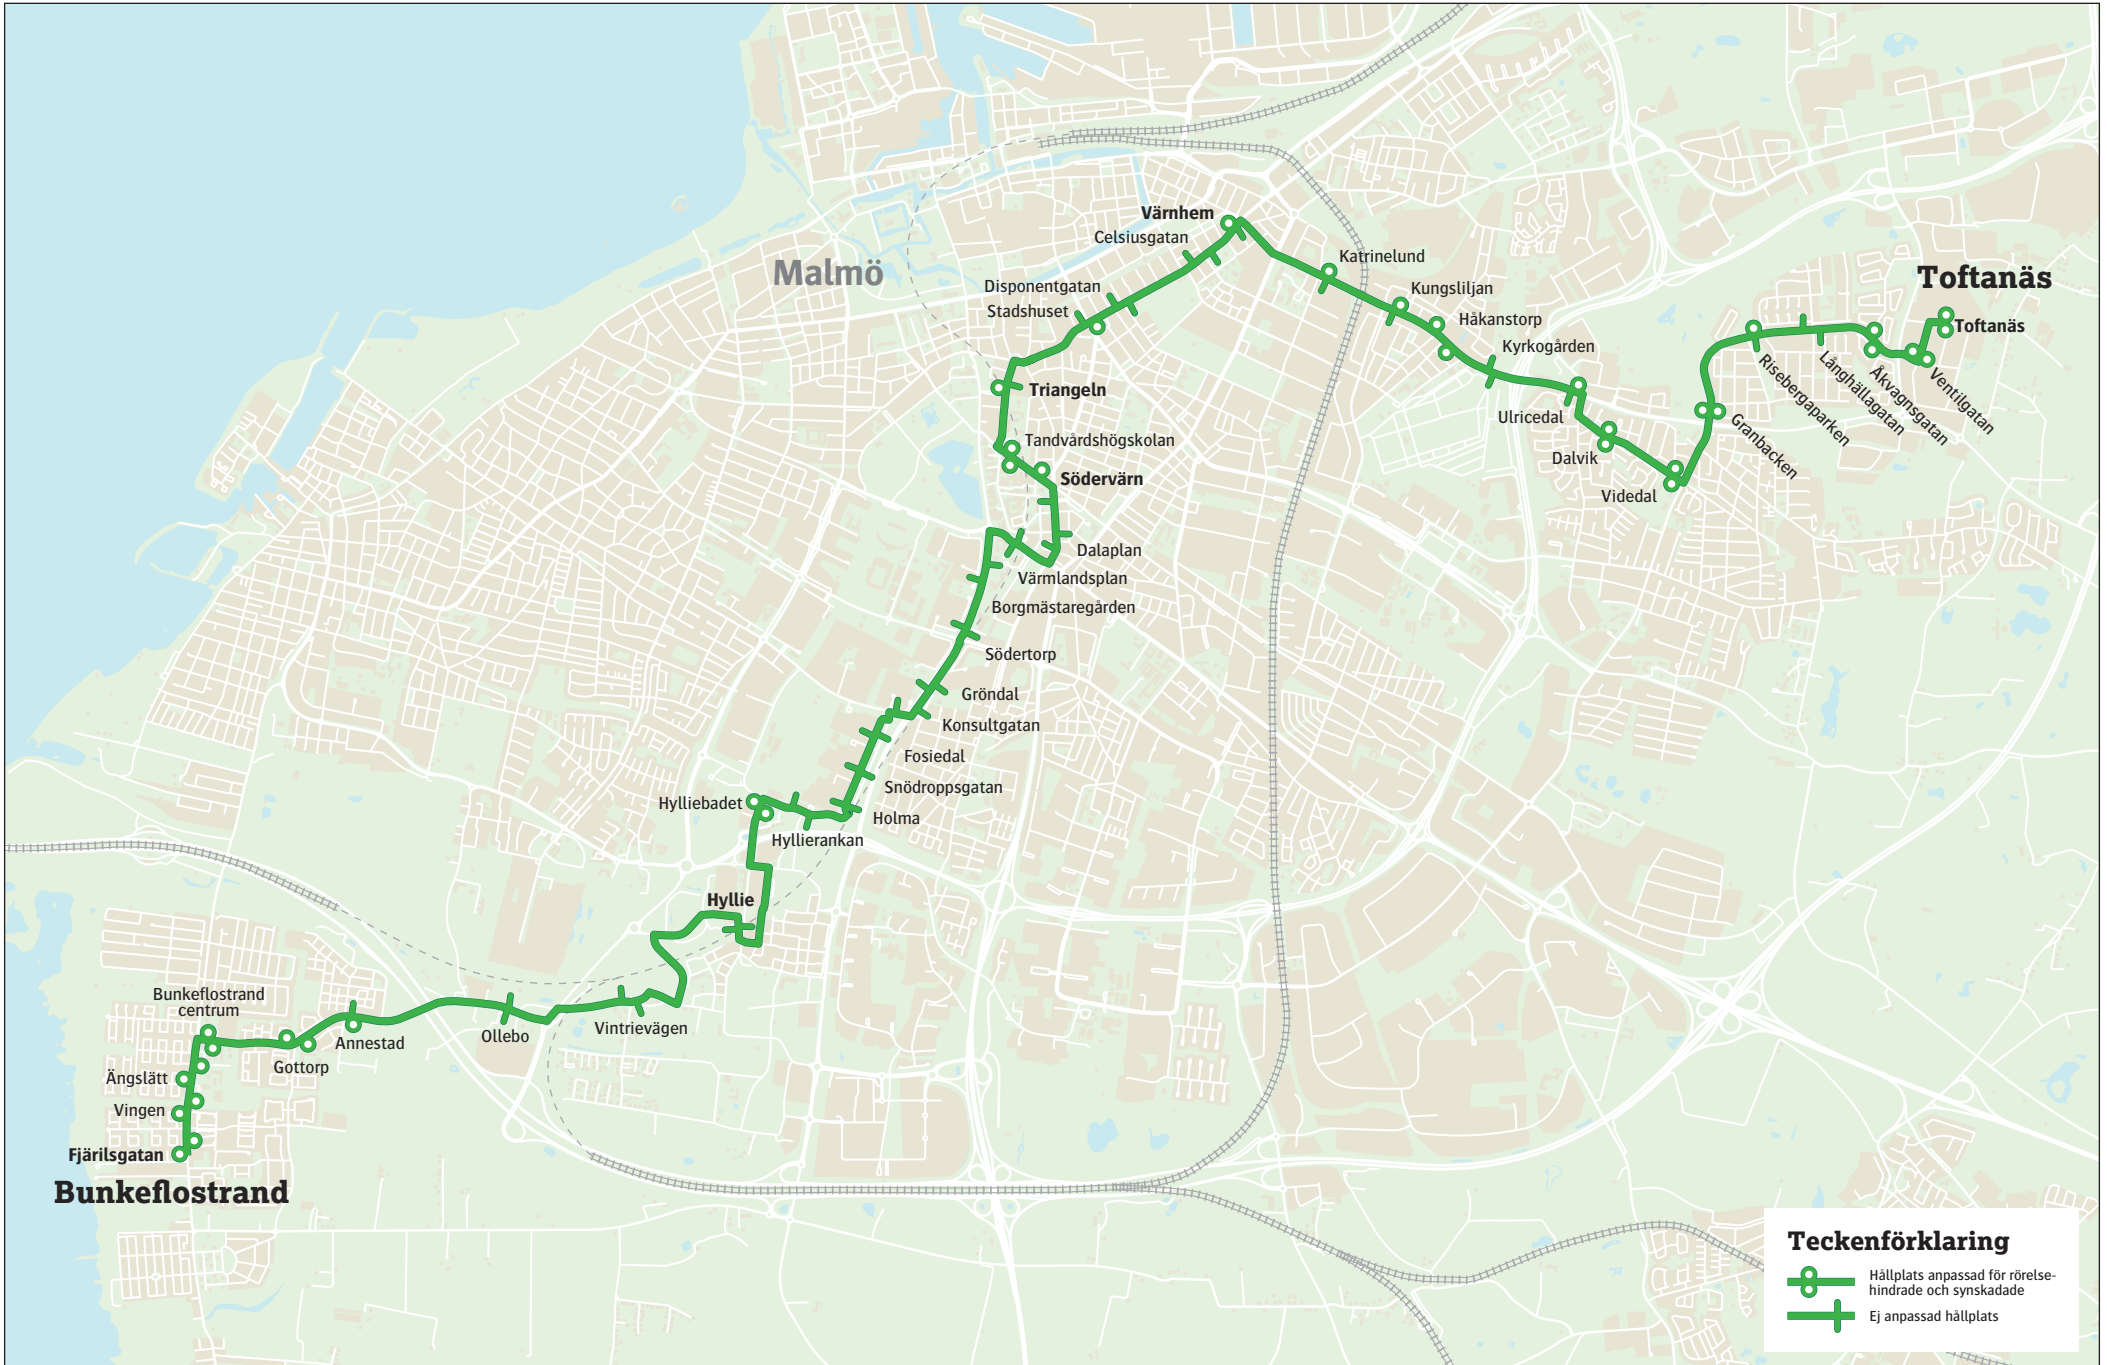 Malmö
Värnhem
Celsiusgatan
Disponentgatan
Stadshuset
Triangeln
Tandvårdshögskolan
Södervärn
Dalaplan
Värmlandsplan
Borgmästaregården
Södertorp
Gröndal
Konsultgatan
Fosiedal
Snödroppsgatan
Holma
Hyllierankan
Hylliebadet
Hyllie
Vintrievägen
Ollebo
Annestad
Gottorp
Bunkeflostrand
centrum
Ängslätt
Vingen
Fjärilsgatan
Bunkeflostrand
Katrinelund
Kungsliljan
Håkanstorp
Kyrkogården
Ulricedal
Dalvik
Videdal
Granbacken
Risebergaparken
Långhällagatan
Åkvagnsgatan
Ventilgatan
Toftanäs
Toftanäs
Teckenförklaring
Hållplats anpassad för rörelse-
hindrade och synskadade
Ej anpassad hållplats